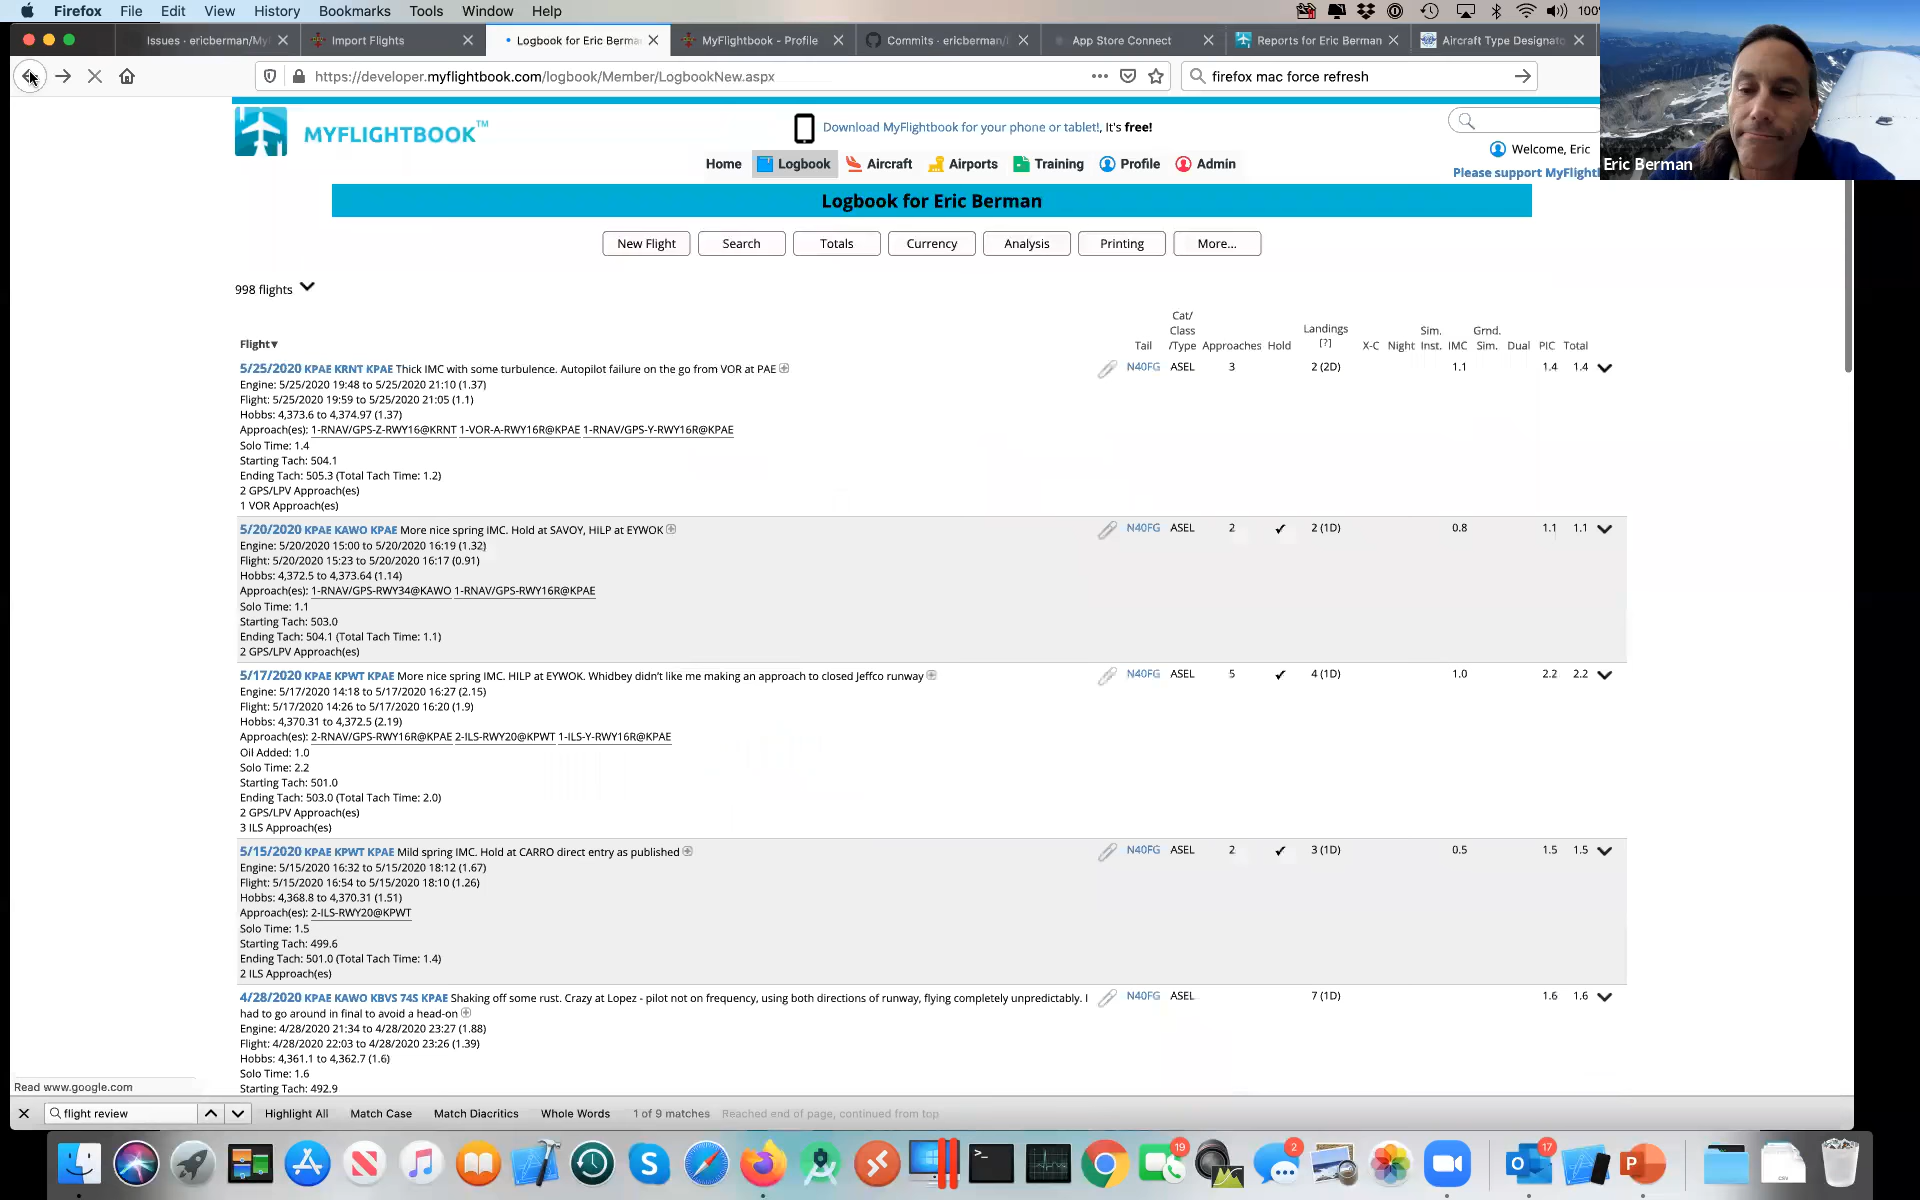 Firefox File Edit View History Bookmarks Tools Window Help
Issues · ericberman/My
Import Flights
Logbook for Eric Berma
MyFlightbook - Profile
Commits · ericberman/
App Store Connect
Reports for Eric Berman
Aircraft Type Designato
https://developer.myflightbook.com/logbook/Member/LogbookNew.aspx
firefox mac force refresh
MYFLIGHTBOOK™
Download MyFlightbook for your phone or tablet!, It's free!
Welcome, Eric
Please support MyFlight
Eric Berman
Home Logbook Aircraft Airports Training Profile Admin
Logbook for Eric Berman
New Flight Search Totals Currency Analysis Printing More...
998 flights
Flight▾ Tail Cat/ Class /Type Approaches Hold Landings [?] X-C Night Sim. Inst. IMC Grnd. Sim. Dual PIC Total
5/25/2020 KPAE KRNT KPAE Thick IMC with some turbulence. Autopilot failure on the go from VOR at PAE N40FG ASEL 3 2 (2D) 1.1 1.4 1.4
Engine: 5/25/2020 19:48 to 5/25/2020 21:10 (1.37)
Flight: 5/25/2020 19:59 to 5/25/2020 21:05 (1.1)
Hobbs: 4,373.6 to 4,374.97 (1.37)
Approach(es): 1-RNAV/GPS-Z-RWY16@KRNT 1-VOR-A-RWY16R@KPAE 1-RNAV/GPS-Y-RWY16R@KPAE
Solo Time: 1.4
Starting Tach: 504.1
Ending Tach: 505.3 (Total Tach Time: 1.2)
2 GPS/LPV Approach(es)
1 VOR Approach(es)
5/20/2020 KPAE KAWO KPAE More nice spring IMC. Hold at SAVOY, HILP at EYWOK N40FG ASEL 2 ✔ 2 (1D) 0.8 1.1 1.1
Engine: 5/20/2020 15:00 to 5/20/2020 16:19 (1.32)
Flight: 5/20/2020 15:23 to 5/20/2020 16:17 (0.91)
Hobbs: 4,372.5 to 4,373.64 (1.14)
Approach(es): 1-RNAV/GPS-RWY34@KAWO 1-RNAV/GPS-RWY16R@KPAE
Solo Time: 1.1
Starting Tach: 503.0
Ending Tach: 504.1 (Total Tach Time: 1.1)
2 GPS/LPV Approach(es)
5/17/2020 KPAE KPWT KPAE More nice spring IMC. HILP at EYWOK. Whidbey didn't like me making an approach to closed Jeffco runway N40FG ASEL 5 ✔ 4 (1D) 1.0 2.2 2.2
Engine: 5/17/2020 14:18 to 5/17/2020 16:27 (2.15)
Flight: 5/17/2020 14:26 to 5/17/2020 16:20 (1.9)
Hobbs: 4,370.31 to 4,372.5 (2.19)
Approach(es): 2-RNAV/GPS-RWY16R@KPAE 2-ILS-RWY20@KPWT 1-ILS-Y-RWY16R@KPAE
Oil Added: 1.0
Solo Time: 2.2
Starting Tach: 501.0
Ending Tach: 503.0 (Total Tach Time: 2.0)
2 GPS/LPV Approach(es)
3 ILS Approach(es)
5/15/2020 KPAE KPWT KPAE Mild spring IMC. Hold at CARRO direct entry as published N40FG ASEL 2 ✔ 3 (1D) 0.5 1.5 1.5
Engine: 5/15/2020 16:32 to 5/15/2020 18:12 (1.67)
Flight: 5/15/2020 16:54 to 5/15/2020 18:10 (1.26)
Hobbs: 4,368.8 to 4,370.31 (1.51)
Approach(es): 2-ILS-RWY20@KPWT
Solo Time: 1.5
Starting Tach: 499.6
Ending Tach: 501.0 (Total Tach Time: 1.4)
2 ILS Approach(es)
4/28/2020 KPAE KAWO KBVS 74S KPAE Shaking off some rust. Crazy at Lopez - pilot not on frequency, using both directions of runway, flying completely unpredictably. I N40FG ASEL 7 (1D) 1.6 1.6
had to go around in final to avoid a head-on
Engine: 4/28/2020 21:34 to 4/28/2020 23:27 (1.88)
Flight: 4/28/2020 22:03 to 4/28/2020 23:26 (1.39)
Hobbs: 4,361.1 to 4,362.7 (1.6)
Solo Time: 1.6
Starting Tach: 492.9
Read www.google.com
flight review Highlight All Match Case Match Diacritics Whole Words 1 of 9 matches Reached end of page, continued from top
19 2 17